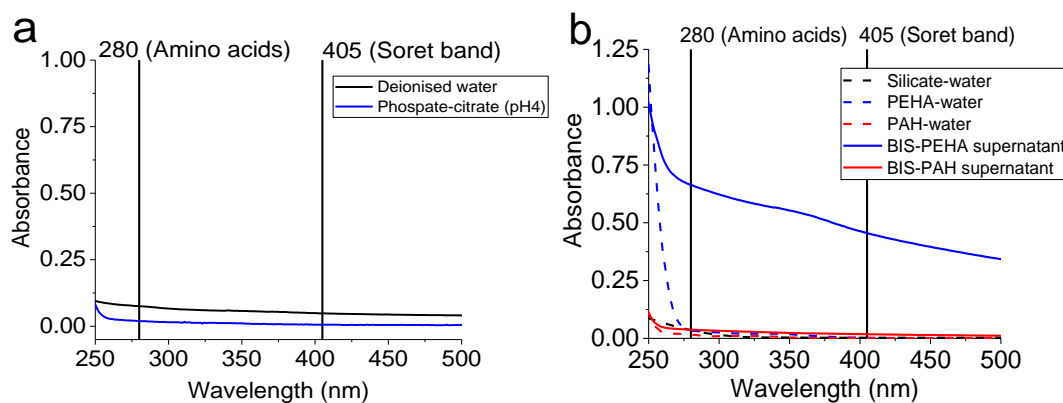 a
280 (Amino acids)
405 (Soret band)
1.00
0.75
0.50
0.25
0.00
Absorbance
Deionised water
Phospate-citrate (pH4)
250 300 350 400 450 500
Wavelength (nm)
b
280 (Amino acids)
405 (Soret band)
1.25
1.00
0.75
0.50
0.25
0.00
Absorbance
Silicate-water
PEHA-water
PAH-water
BIS-PEHA supernatant
BIS-PAH supernatant
250 300 350 400 450 500
Wavelength (nm)